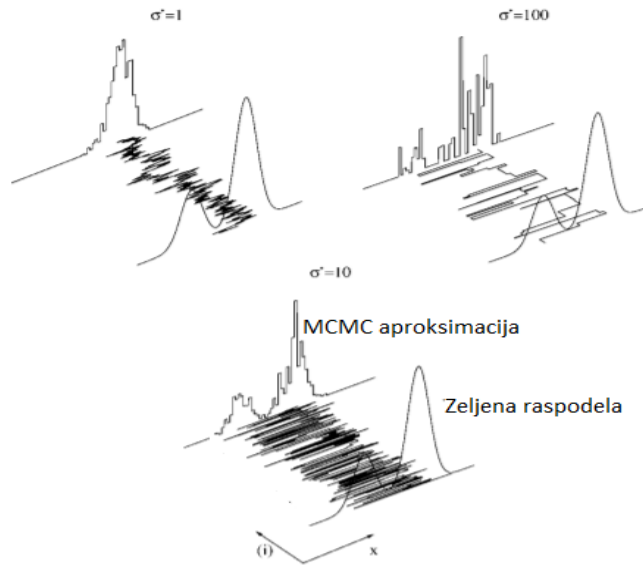 σ*=1
σ*=100
σ*=10
MCMC aproksimacija
Zeljena raspodela
(i)
x